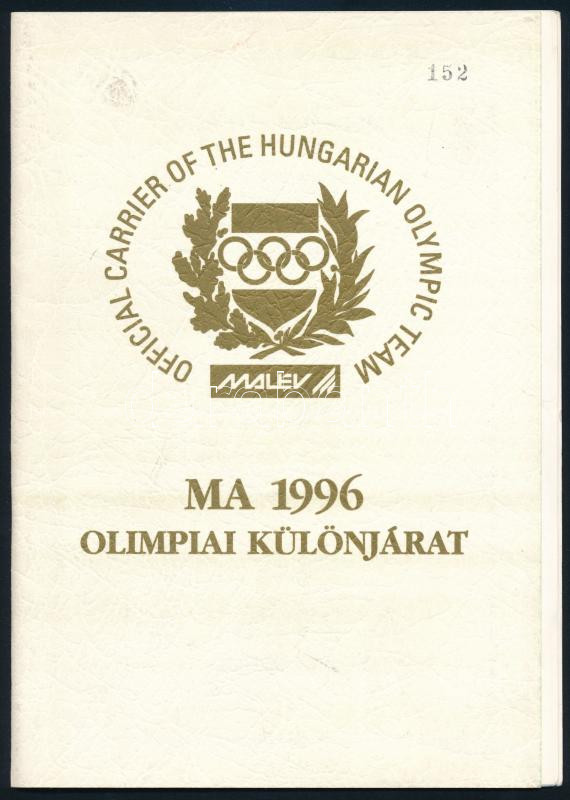 152
OFFICIAL CARRIER OF THE HUNGARIAN OLYMPIC TEAM
MALÉV
MA 1996
OLIMPIAI KÜLÖNJÁRAT